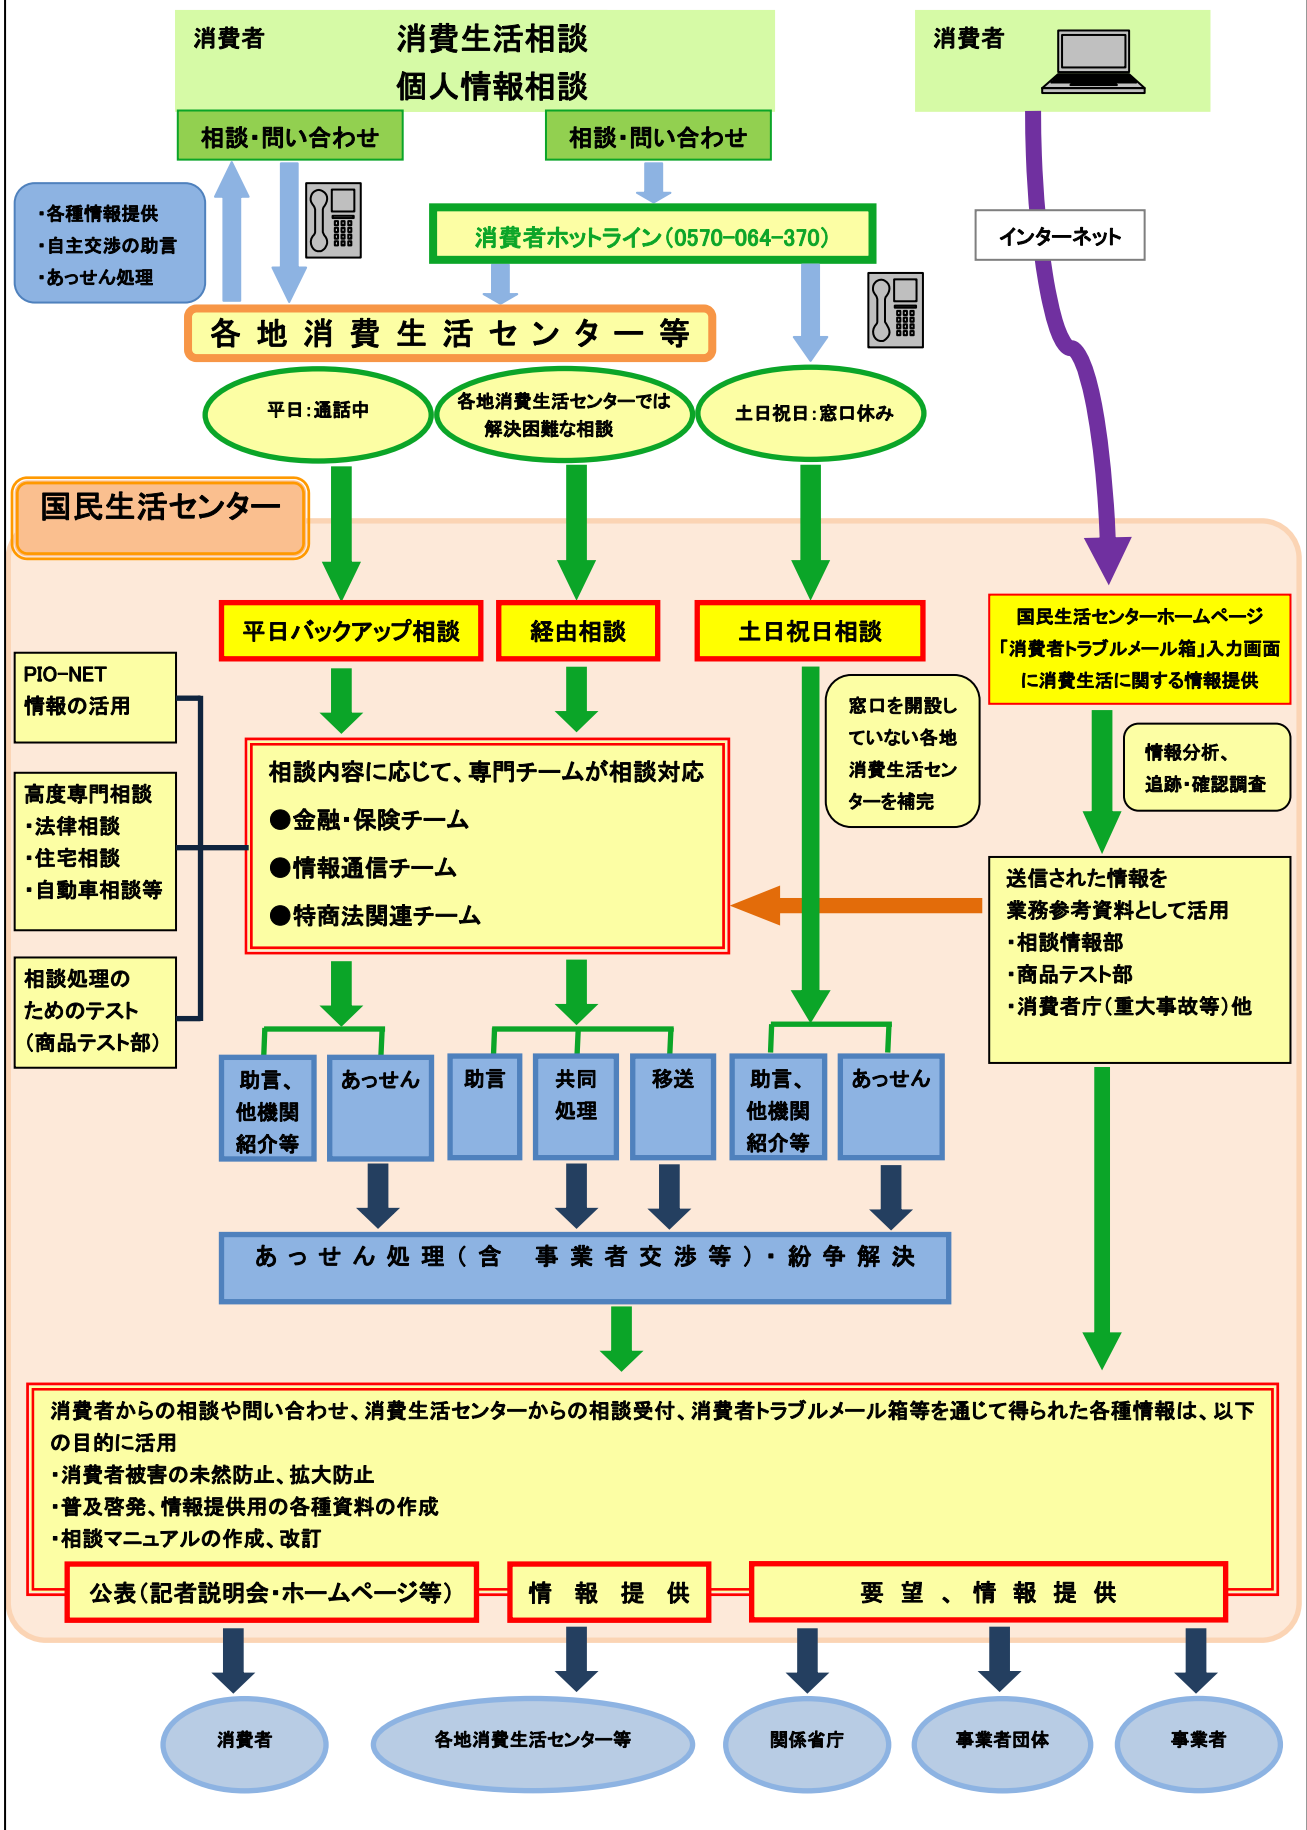 消費者
消費生活相談
個人情報相談
消費者
相談・問い合わせ
相談・問い合わせ
・各種情報提供
・自主交渉の助言
・あっせん処理
消費者ホットライン(0570-064-370)
インターネット
各地消費生活センター等
平日:通話中
各地消費生活センターでは
解決困難な相談
土日祝日:窓口休み
国民生活センター
平日バックアップ相談
経由相談
土日祝日相談
国民生活センターホームページ
「消費者トラブルメール箱」入力画面
に消費生活に関する情報提供
PIO-NET
情報の活用
高度専門相談
・法律相談
・住宅相談
・自動車相談等
相談処理の
ためのテスト
(商品テスト部)
相談内容に応じて、専門チームが相談対応
●金融・保険チーム
●情報通信チーム
●特商法関連チーム
窓口を開設し
ていない各地
消費生活セン
ターを補完
情報分析、
追跡・確認調査
送信された情報を
業務参考資料として活用
・相談情報部
・商品テスト部
・消費者庁(重大事故等)他
助言、
他機関
紹介等
あっせん
助言
共同
処理
移送
助言、
他機関
紹介等
あっせん
あっせん処理(含 事業者交渉等)・紛争解決
消費者からの相談や問い合わせ、消費生活センターからの相談受付、消費者トラブルメール箱等を通じて得られた各種情報は、以下
の目的に活用
・消費者被害の未然防止、拡大防止
・普及啓発、情報提供用の各種資料の作成
・相談マニュアルの作成、改訂
公表(記者説明会・ホームページ等)
情報提供
要望、情報提供
消費者
各地消費生活センター等
関係省庁
事業者団体
事業者